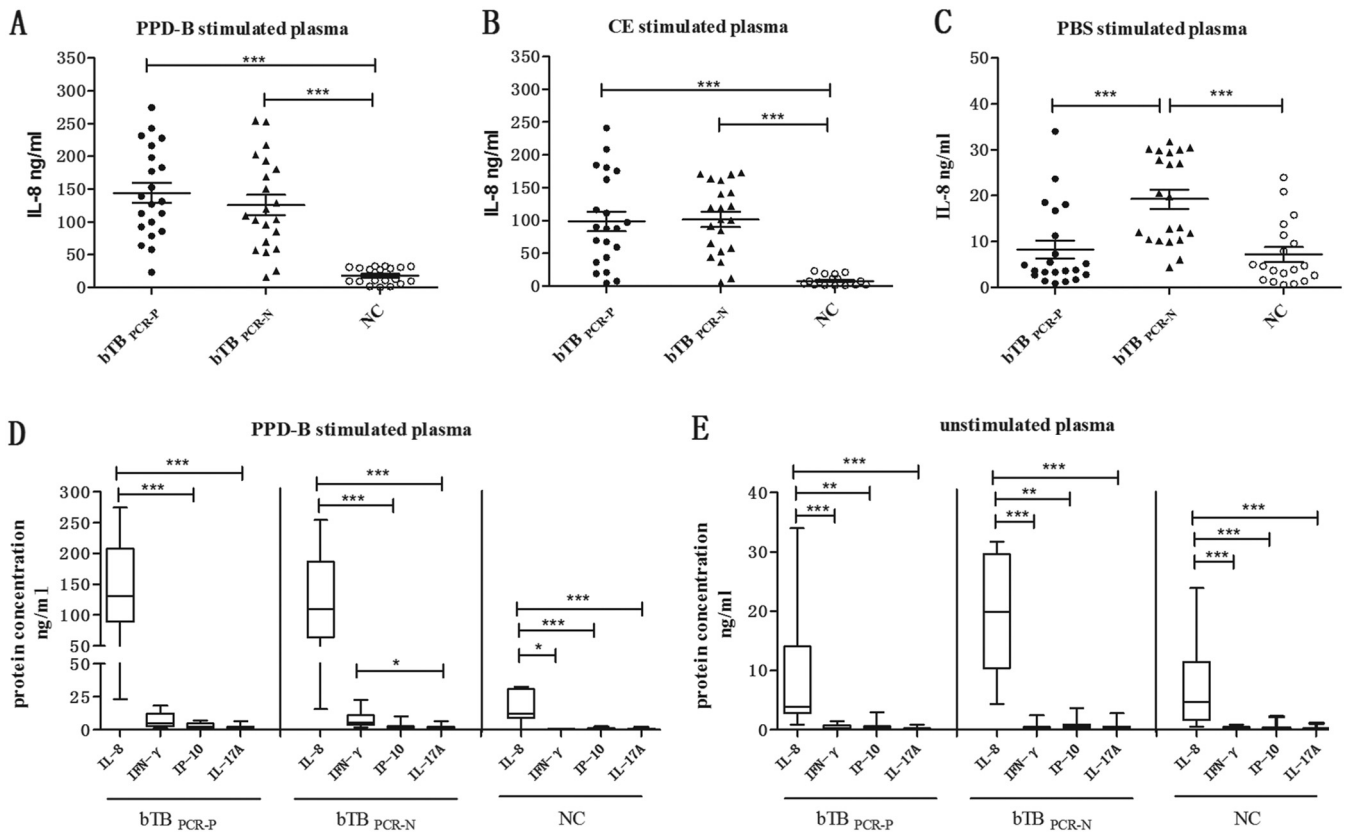 A
PPD-B stimulated plasma
350
300
250
200
150
100
50
0
IL-8 ng/ml
***
***
bTB PCR-P
bTB PCR-N
NC
B
CE stimulated plasma
350
300
250
200
150
100
50
0
IL-8 ng/ml
***
***
bTB PCR-P
bTB PCR-N
NC
C
PBS stimulated plasma
50
40
30
20
10
0
IL-8 ng/ml
***
***
bTB PCR-P
bTB PCR-N
NC
D
PPD-B stimulated plasma
protein concentration
ng/ml
300
250
200
150
100
50
50
25
0
***
***
***
***
*
***
***
*
IL-8
IFN-γ
IP-10
IL-17A
IL-8
IFN-γ
IP-10
IL-17A
IL-8
IFN-γ
IP-10
IL-17A
bTB PCR-P
bTB PCR-N
NC
E
unstimulated plasma
protein concentration
ng/ml
40
30
20
10
0
***
**
***
***
**
***
***
***
***
IL-8
IFN-γ
IP-10
IL-17A
IL-8
IFN-γ
IP-10
IL-17A
IL-8
IFN-γ
IP-10
IL-17A
bTB PCR-P
bTB PCR-N
NC